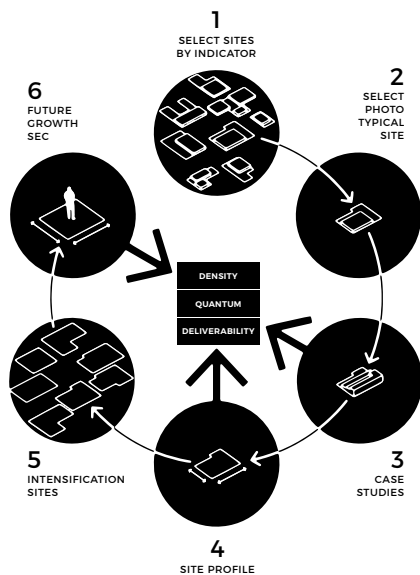 1
SELECT SITES
BY INDICATOR
2
SELECT
PHOTO
TYPICAL
SITE
3
CASE
STUDIES
4
SITE PROFILE
5
INTENSIFICATION
SITES
6
FUTURE
GROWTH
SEC
DENSITY
QUANTUM
DELIVERABILITY